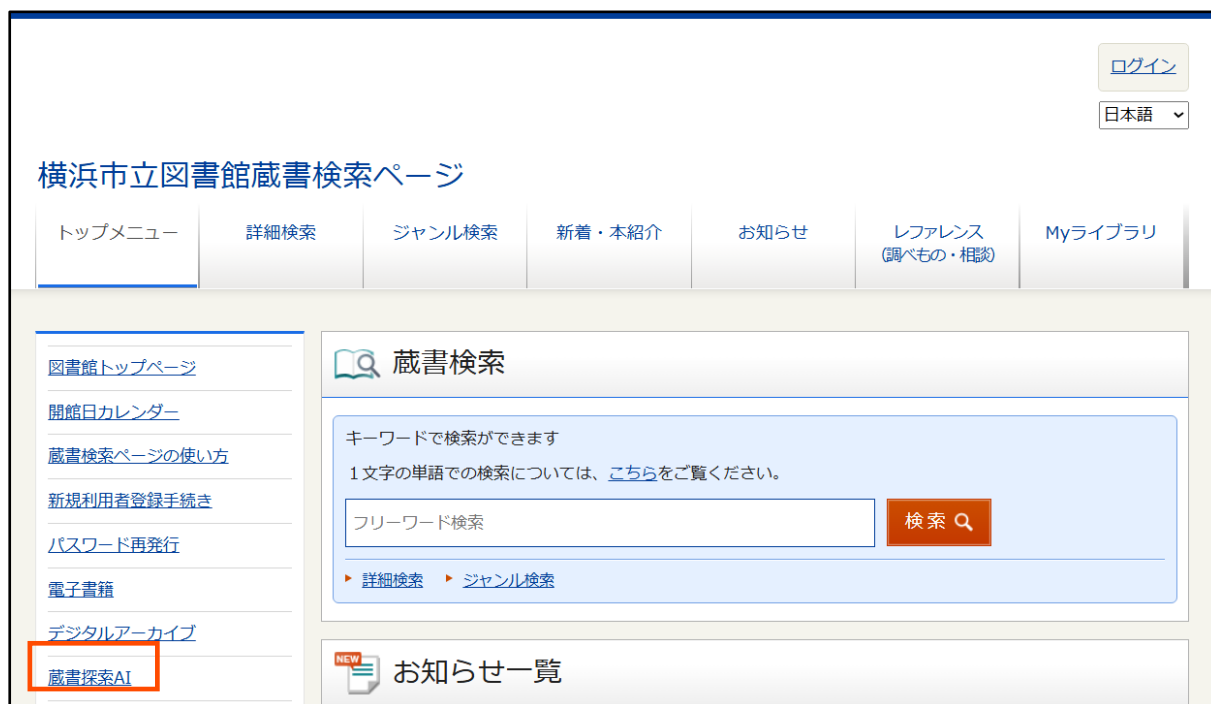 ログイン
日本語
横浜市立図書館蔵書検索ページ
トップメニュー
詳細検索
ジャンル検索
新着・本紹介
お知らせ
レファレンス
(調べもの・相談)
Myライブラリ
図書館トップページ
開館日カレンダー
蔵書検索ページの使い方
新規利用者登録手続き
パスワード再発行
電子書籍
デジタルアーカイブ
蔵書探索AI
蔵書検索
キーワードで検索ができます
１文字の単語での検索については、こちらをご覧ください。
フリーワード検索
検索
詳細検索 ジャンル検索
NEW
お知らせ一覧